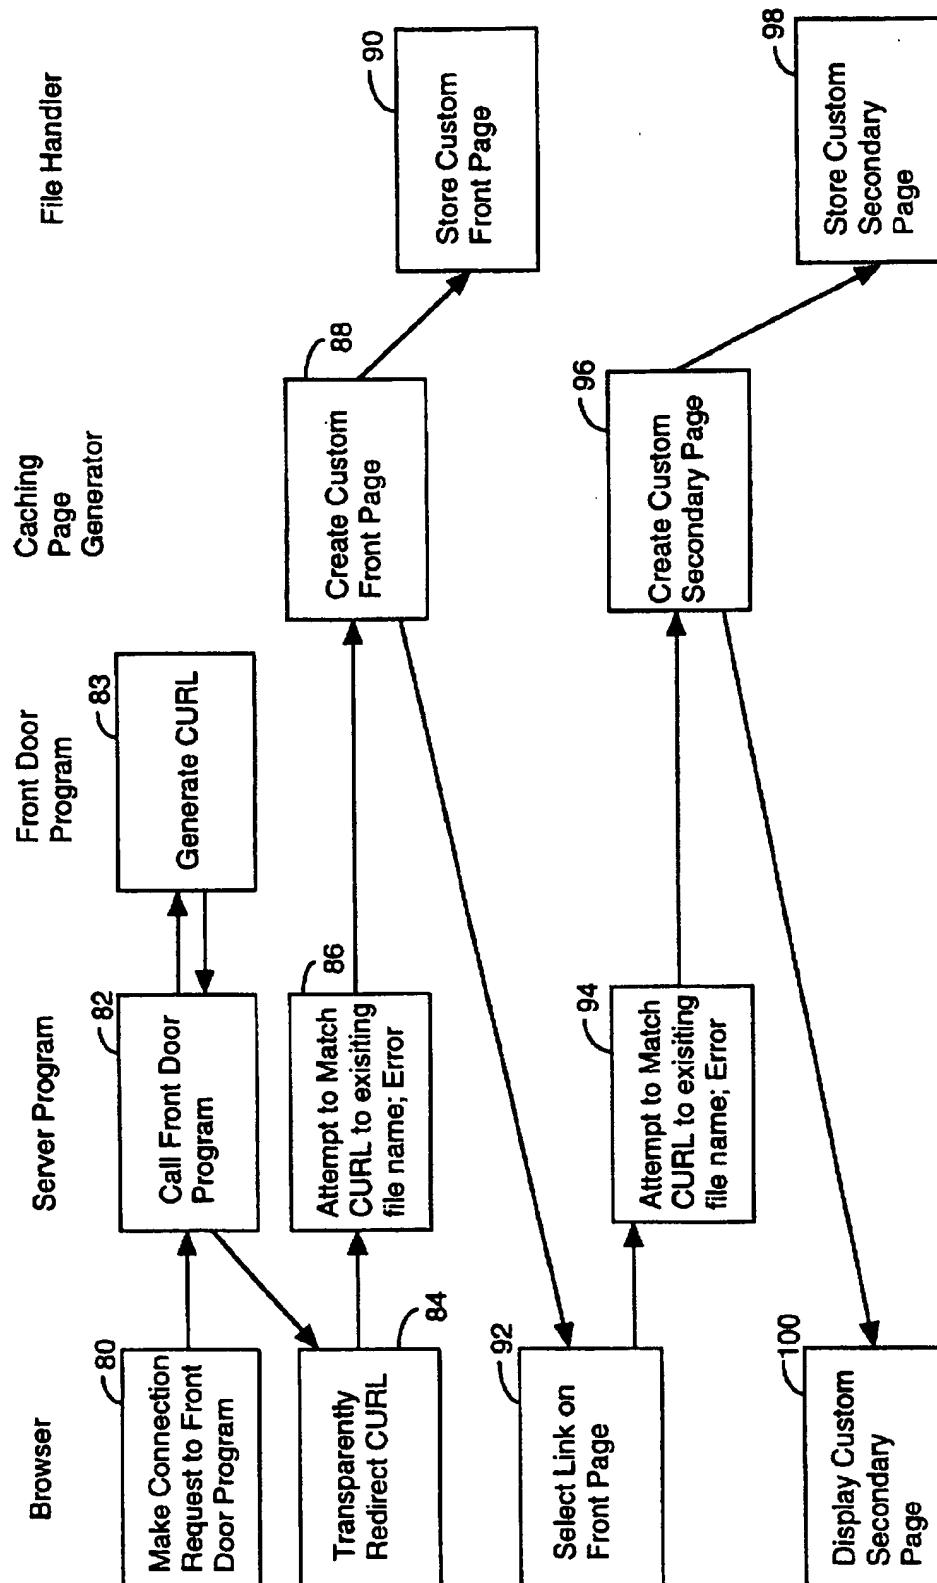 Browser
Server Program
Front Door
Program
Caching
Page
Generator
File Handler
80
Make Connection
Request to Front
Door Program
82
Call Front Door
Program
83
Generate CURL
84
Transparently
Redirect CURL
86
Attempt to Match
CURL to exisiting
file name; Error
88
Create Custom
Front Page
90
Store Custom
Front Page
92
Select Link on
Front Page
94
Attempt to Match
CURL to exisiting
file name; Error
96
Create Custom
Secondary Page
98
Store Custom
Secondary
Page
100
Display Custom
Secondary
Page